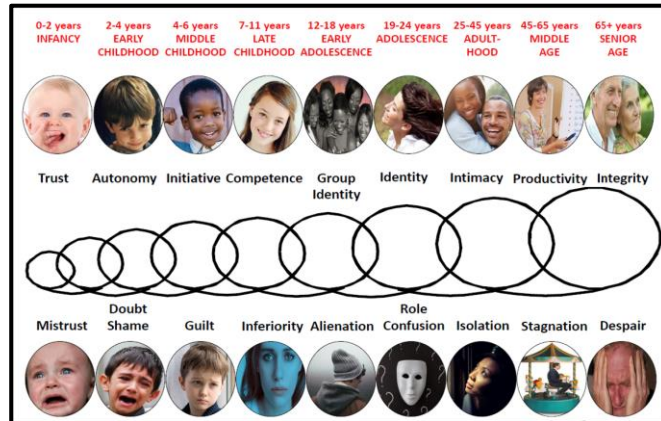 0-2 years
INFANCY
2-4 years
EARLY
CHILDHOOD
4-6 years
MIDDLE
CHILDHOOD
7-11 years
LATE
CHILDHOOD
12-18 years
EARLY
ADOLESCENCE
19-24 years
ADOLESCENCE
25-45 years
ADULT-
HOOD
45-65 years
MIDDLE
AGE
65+ years
SENIOR
AGE
Trust
Autonomy
Initiative
Competence
Group
Identity
Identity
Intimacy
Productivity
Integrity
Mistrust
Doubt
Shame
Guilt
Inferiority
Alienation
Role
Confusion
Isolation
Stagnation
Despair